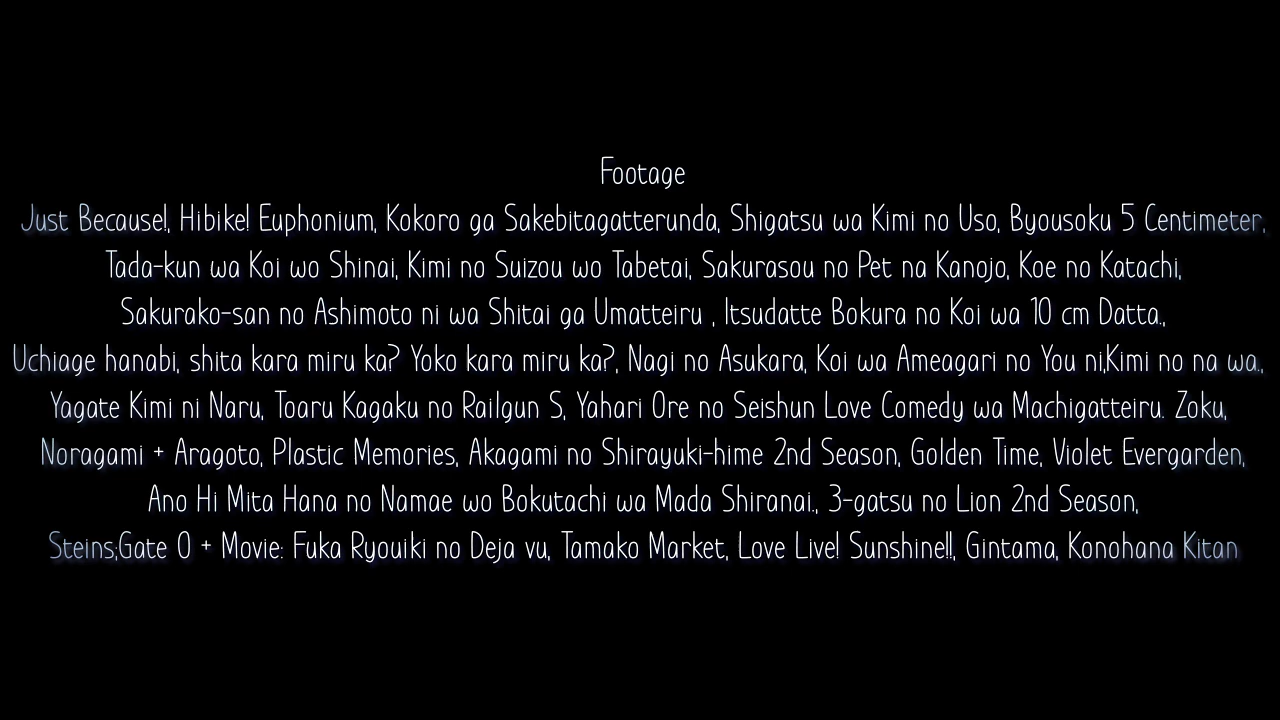 Footage
Just Because!, Hibike! Euphonium, Kokoro ga Sakebitagatterunda, Shigatsu wa Kimi no Uso, Byousoku 5 Centimeter,
Tada-kun wa Koi wo Shinai, Kimi no Suizou wo Tabetai, Sakurasou no Pet na Kanojo, Koe no Katachi,
Sakurako-san no Ashimoto ni wa Shitai ga Umatteiru , Itsudatte Bokura no Koi wa 10 cm Datta.,
Uchiage hanabi, shita kara miru ka? Yoko kara miru ka?, Nagi no Asukara, Koi wa Ameagari no You ni,Kimi no na wa.,
Yagate Kimi ni Naru, Toaru Kagaku no Railgun S, Yahari Ore no Seishun Love Comedy wa Machigatteiru. Zoku,
Noragami + Aragoto, Plastic Memories, Akagami no Shirayuki-hime 2nd Season, Golden Time, Violet Evergarden,
Ano Hi Mita Hana no Namae wo Bokutachi wa Mada Shiranai., 3-gatsu no Lion 2nd Season,
Steins;Gate 0 + Movie: Fuka Ryouiki no Deja vu, Tamako Market, Love Live! Sunshine!!, Gintama, Konohana Kitan